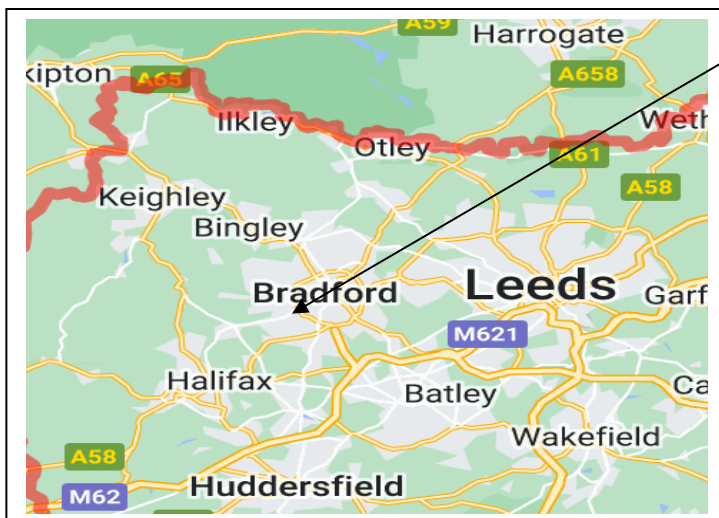 A59
Harrogate
kipton
A65
A658
Ilkley
Weth
Otley
A61
A58
Keighley
Bingley
Bradford
Leeds
Garf
M621
Halifax
Batley
Ca
Wakefield
A58
M62
Huddersfield